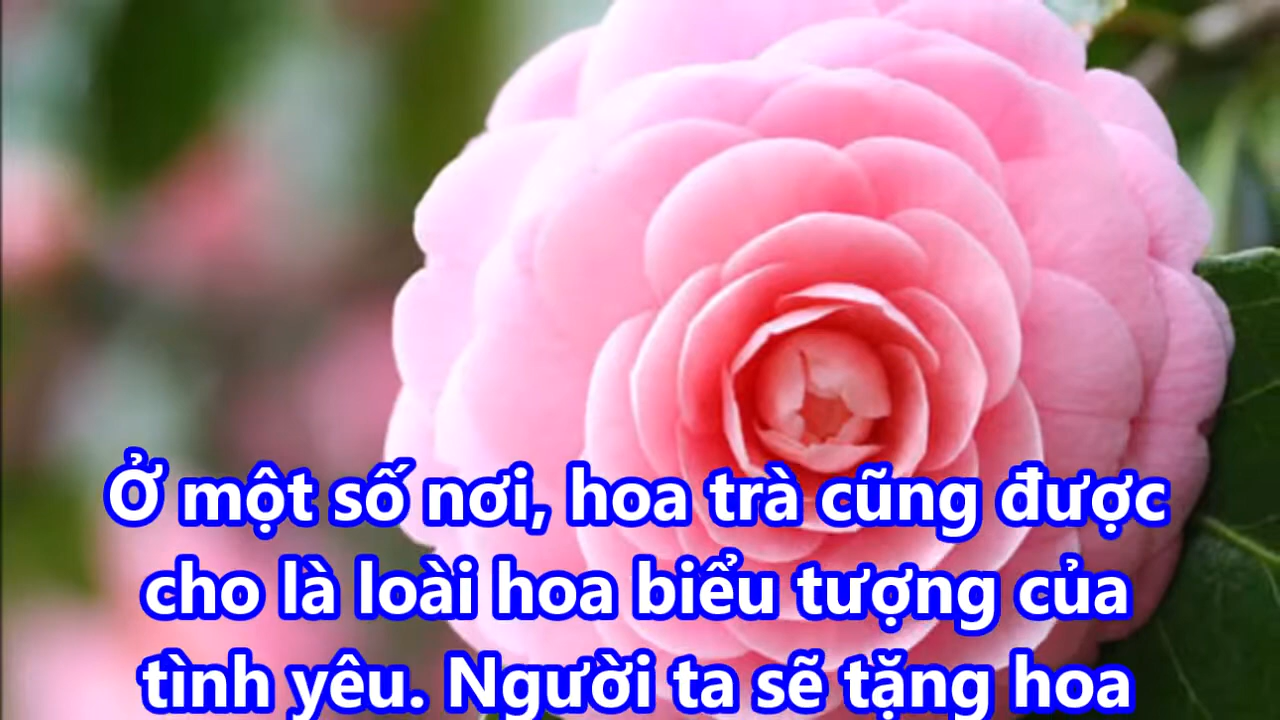 Ở một số nơi, hoa trà cũng được
cho là loài hoa biểu tượng của
tình yêu. Người ta sẽ tặng hoa